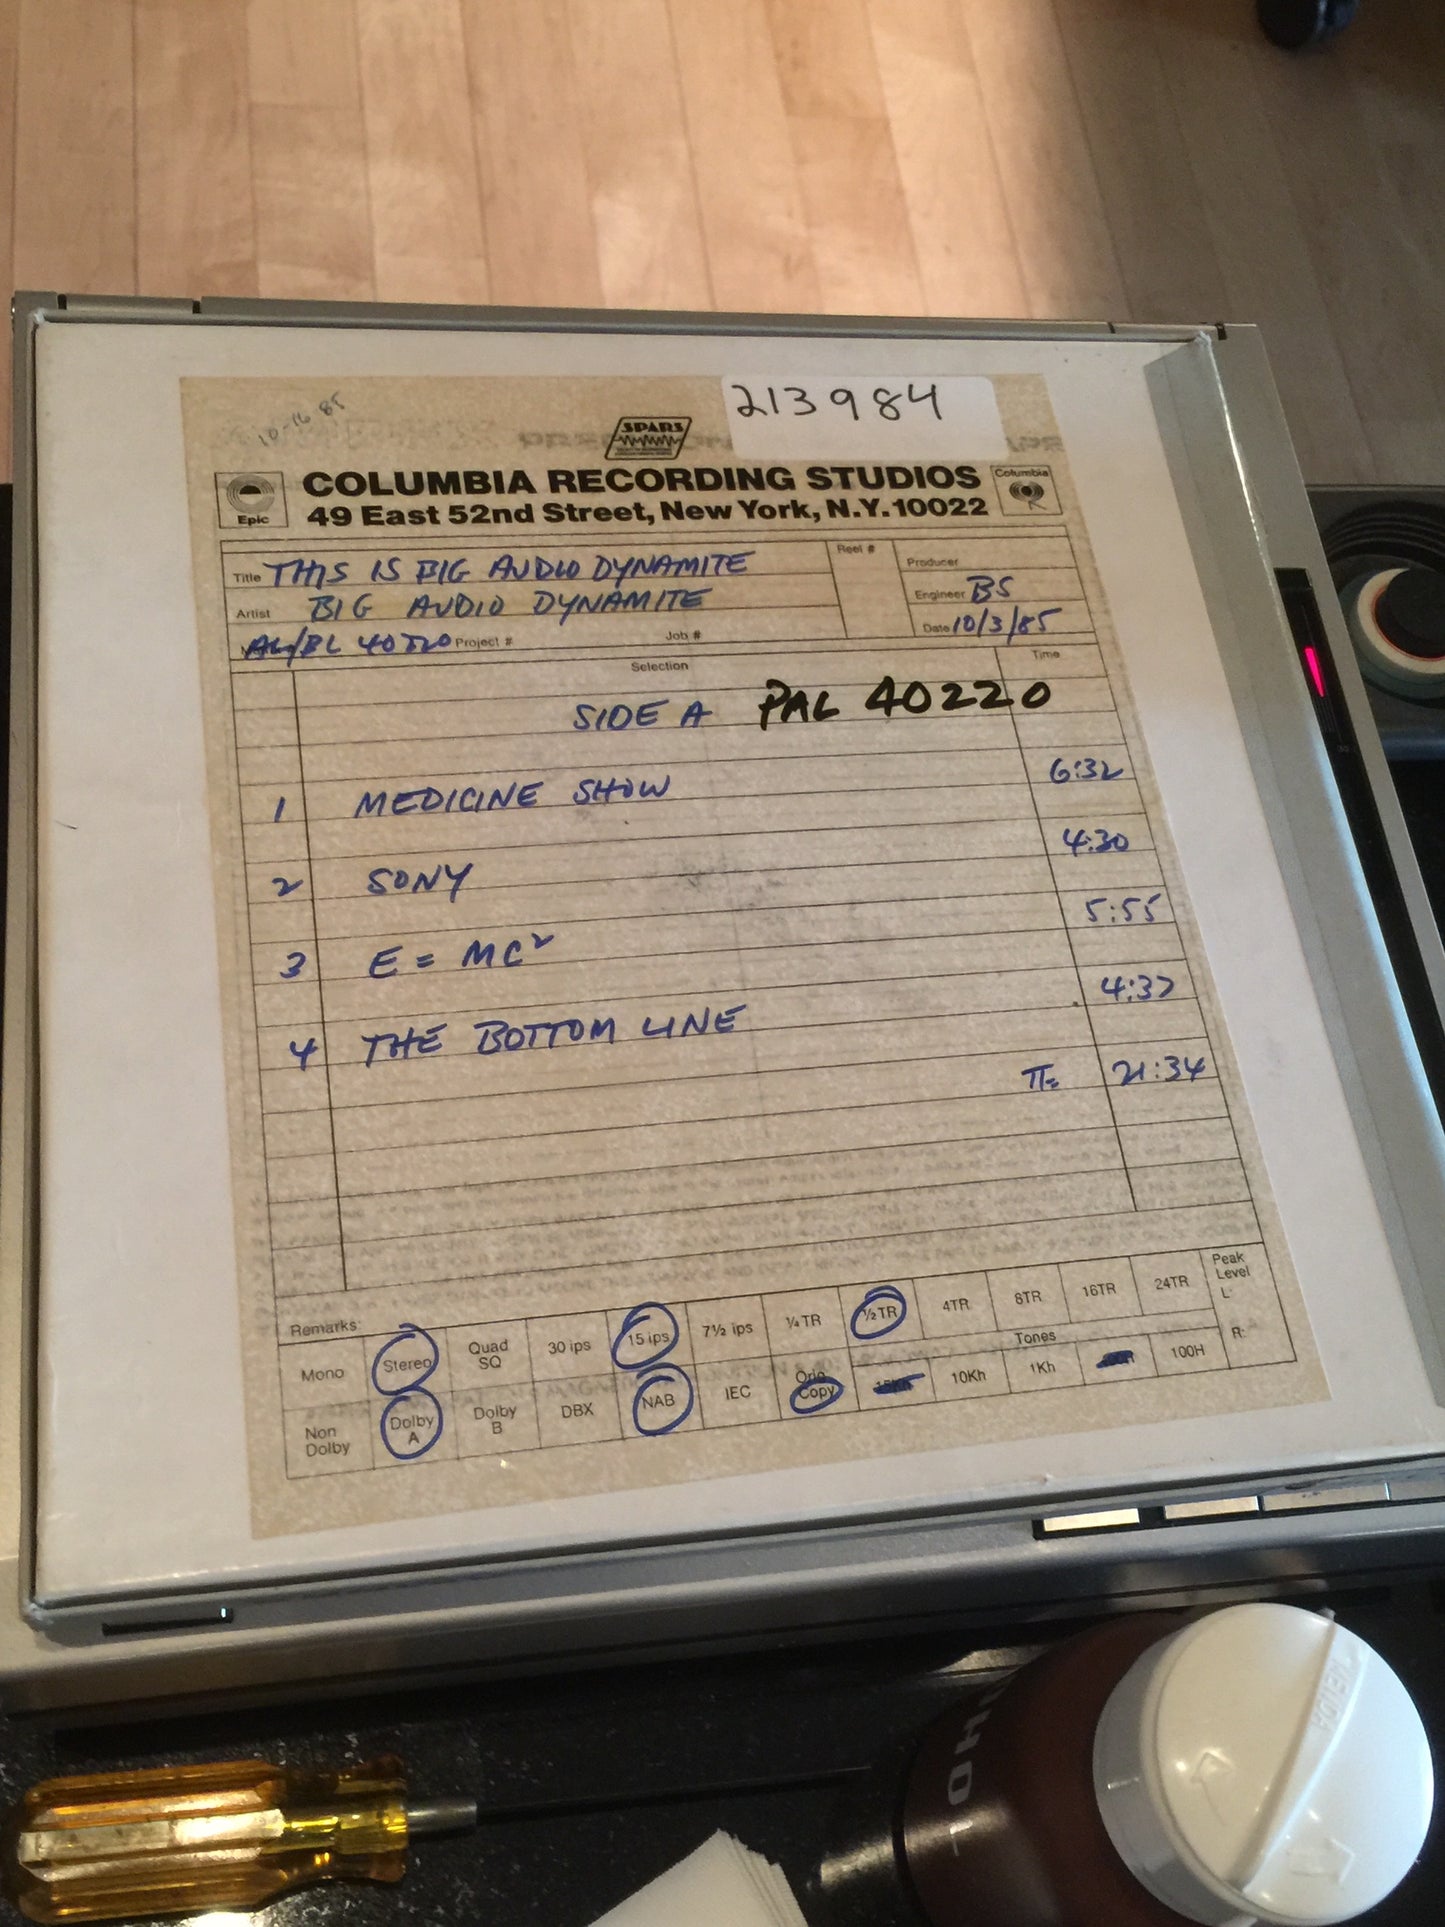 10-16 85
213984
SPARS
COLUMBIA RECORDING STUDIOS
49 East 52nd Street, New York, N.Y. 10022
Epic
Columbia
Title THIS IS BIG AUDIO DYNAMITE
Reel #
Producer
Artist BIG AUDIO DYNAMITE
Engineer BS
AL/BL 40220 Project #
Job #
Date 10/3/85
Selection
Time
SIDE A PAL 40220
1 MEDICINE SHOW 6:32
2 SONY 4:30
3 E = MC² 5:55
4 THE BOTTOM LINE 4:37
TT= 21:34
Remarks:
Mono Stereo Quad SQ 30 ips 15 ips 7½ ips ¼ TR ½ TR 4TR 8TR 16TR 24TR Peak Level L: R:
Tones
Non Dolby Dolby A Dolby B DBX NAB IEC Orig Copy 10Kh 1Kh 100H